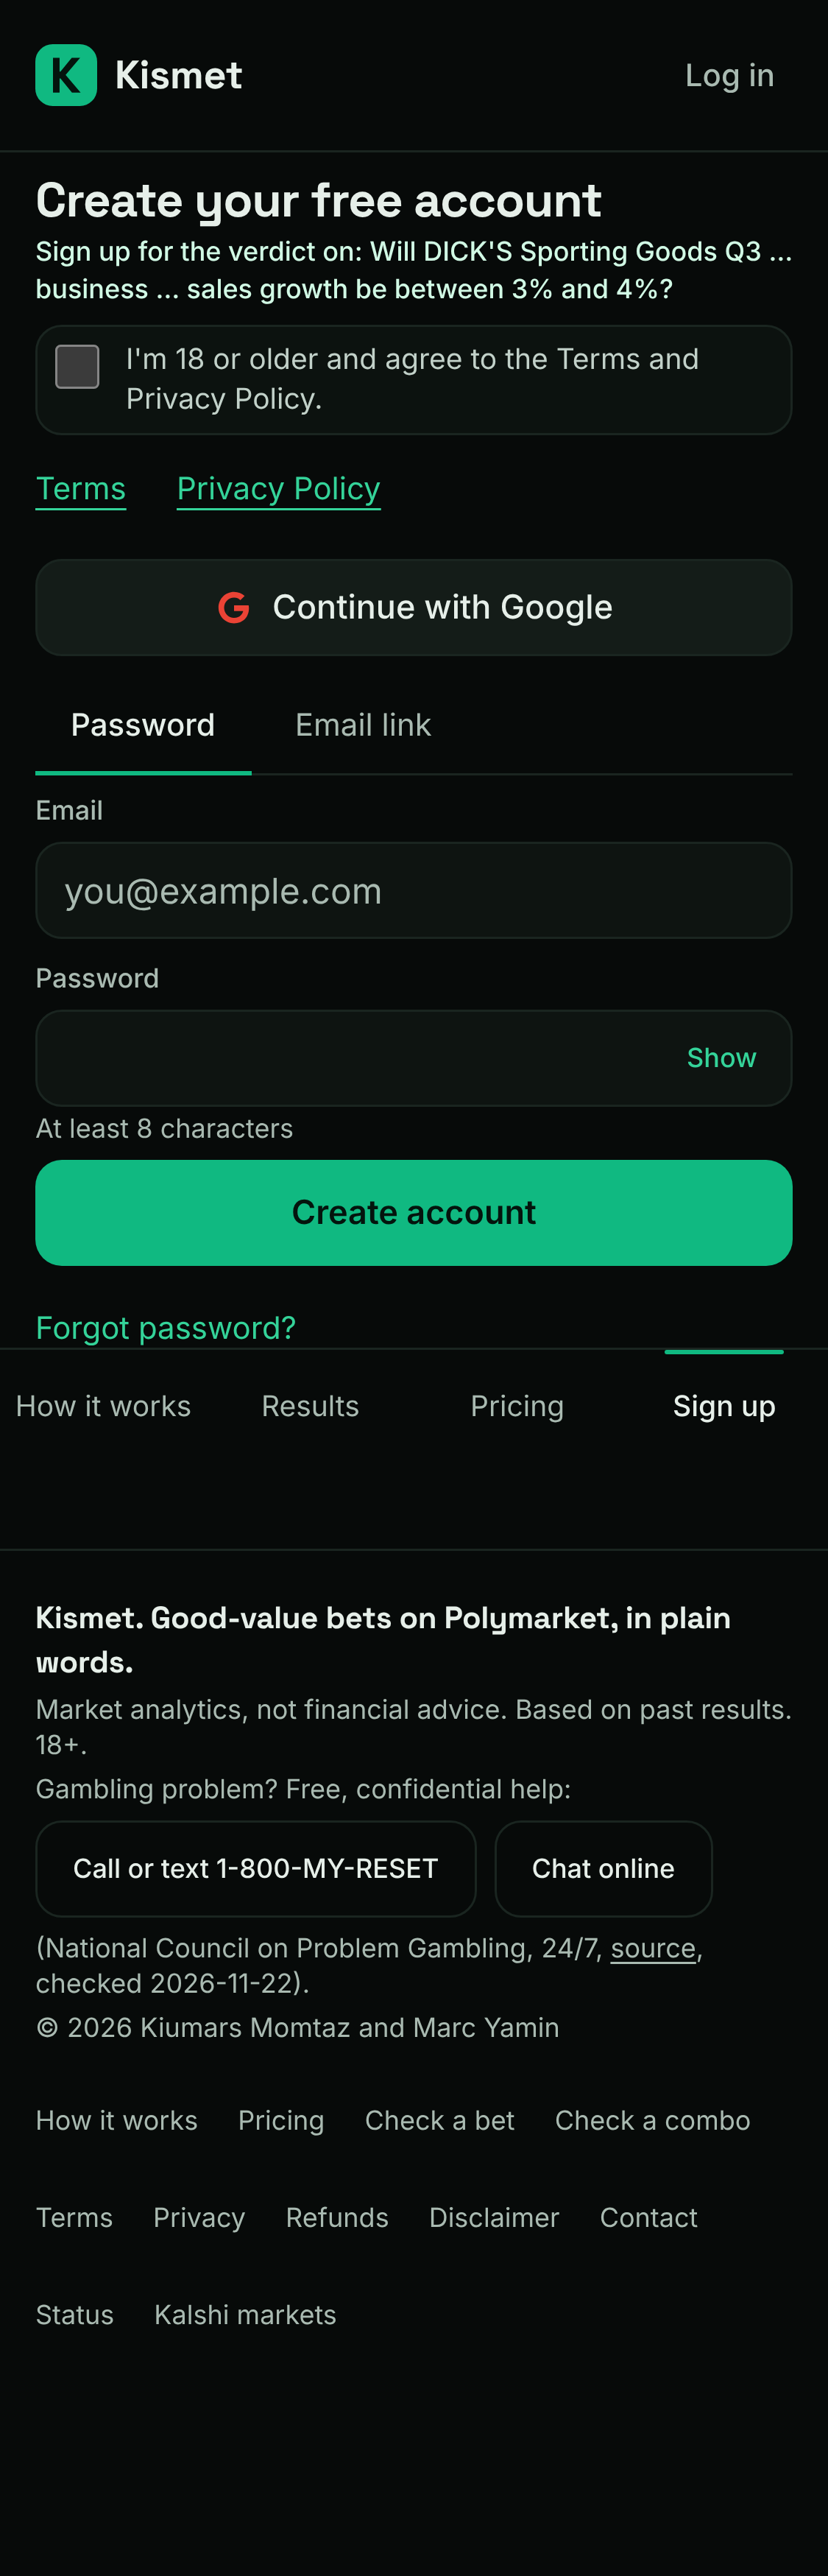 K Kismet
Log in
Create your free account
Sign up for the verdict on: Will DICK'S Sporting Goods Q3 ...
business ... sales growth be between 3% and 4%?
I'm 18 or older and agree to the Terms and
Privacy Policy.
Terms Privacy Policy
G Continue with Google
Password Email link
Email
you@example.com
Password
Show
At least 8 characters
Create account
Forgot password?
How it works Results Pricing Sign up
Kismet. Good-value bets on Polymarket, in plain
words.
Market analytics, not financial advice. Based on past results.
18+.
Gambling problem? Free, confidential help:
Call or text 1-800-MY-RESET Chat online
(National Council on Problem Gambling, 24/7, source,
checked 2026-11-22).
© 2026 Kiumars Momtaz and Marc Yamin
How it works Pricing Check a bet Check a combo
Terms Privacy Refunds Disclaimer Contact
Status Kalshi markets